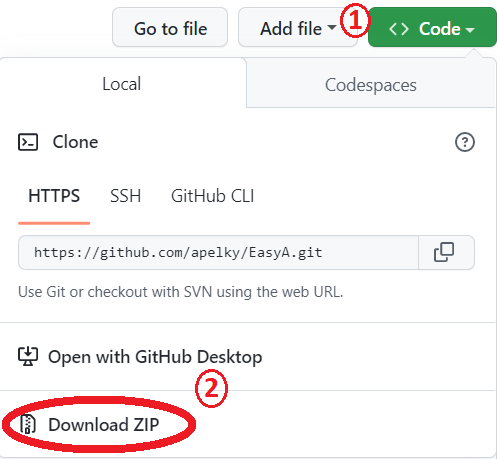 Go to file Add file 1 <> Code
Local Codespaces
Clone
HTTPS SSH GitHub CLI
https://github.com/apelky/EasyA.git
Use Git or checkout with SVN using the web URL.
Open with GitHub Desktop
2
Download ZIP